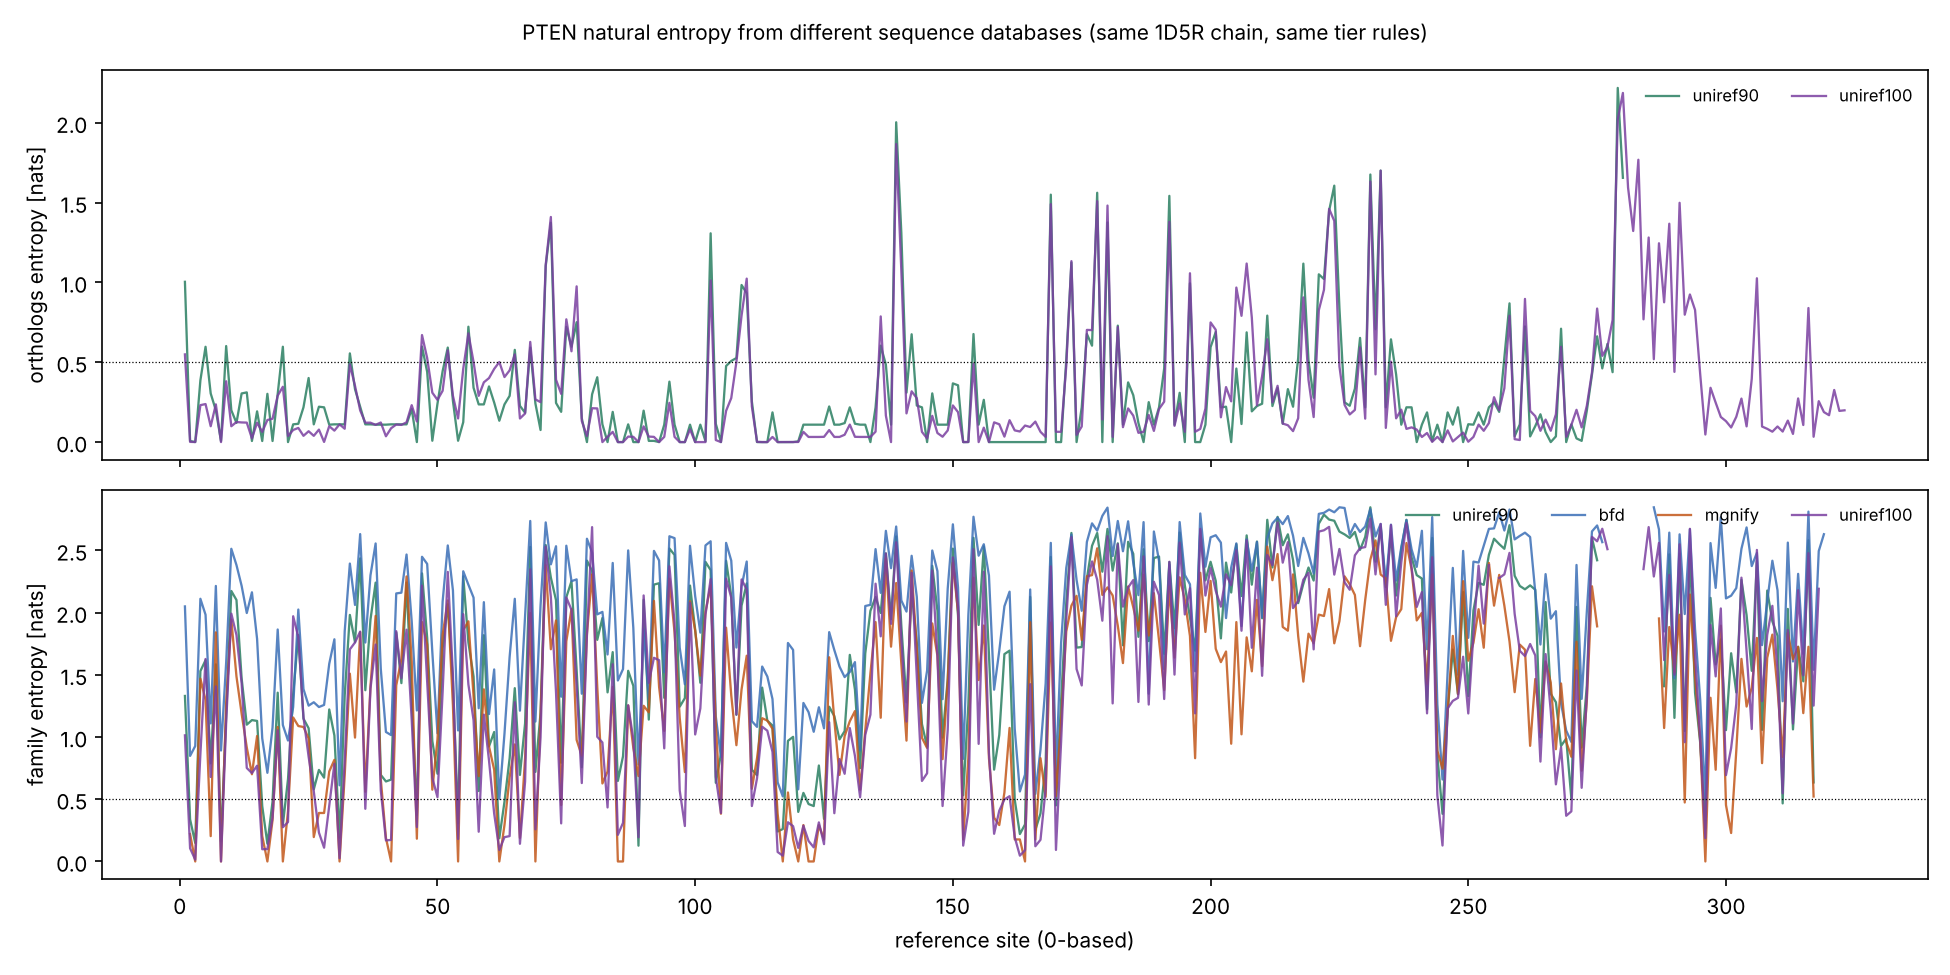 PTEN natural entropy from different sequence databases (same 1D5R chain, same tier rules)
uniref90 uniref100
2.0
1.5
1.0
0.5
0.0
orthologs entropy [nats]
uniref90 bfd mgnify uniref100
2.5
2.0
1.5
1.0
0.5
0.0
family entropy [nats]
0 50 100 150 200 250 300
reference site (0-based)